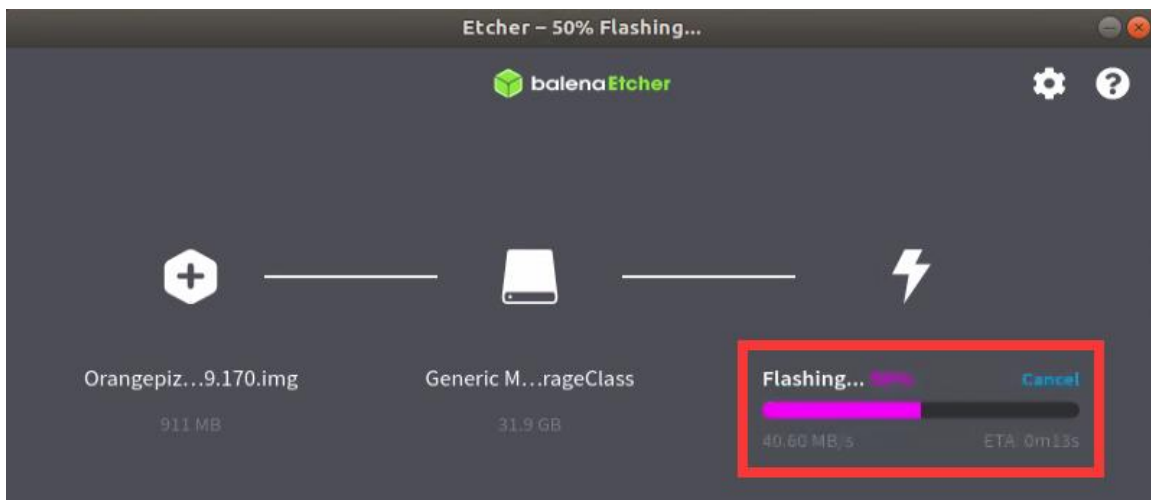 Etcher – 50% Flashing...
balenaEtcher
Orangepiz...9.170.img
Generic M...rageClass
Flashing... 50%
Cancel
911 MB
31.9 GB
40.60 MB/s
ETA: 0m13s